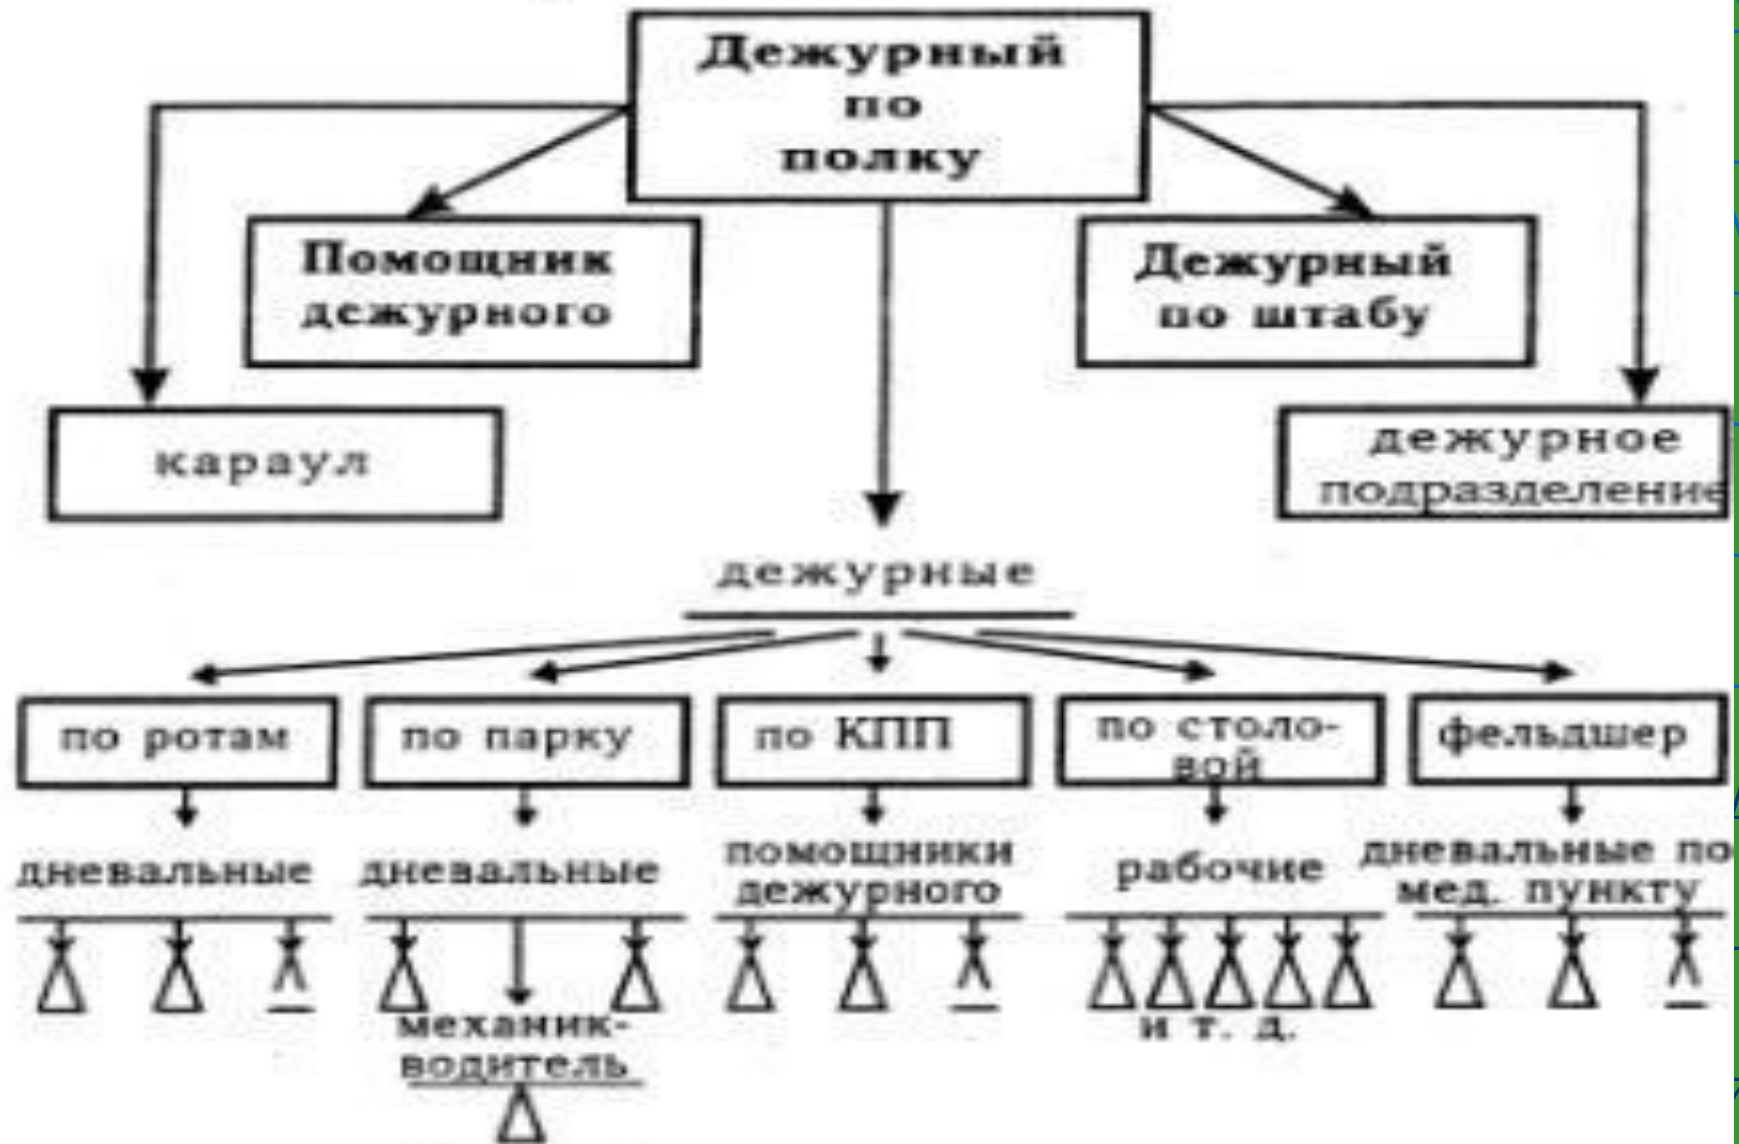 Дежурный
по
полку
Помощник
дежурного
Дежурный
по штабу
караул
дежурное
подразделение
дежурные
по ротам
по парку
по КПП
по столо-
вой
фельдшер
дневальные
дневальные
помощники
дежурного
рабочие
дневальные по
мед. пункту
механик-
водитель
и т. д.